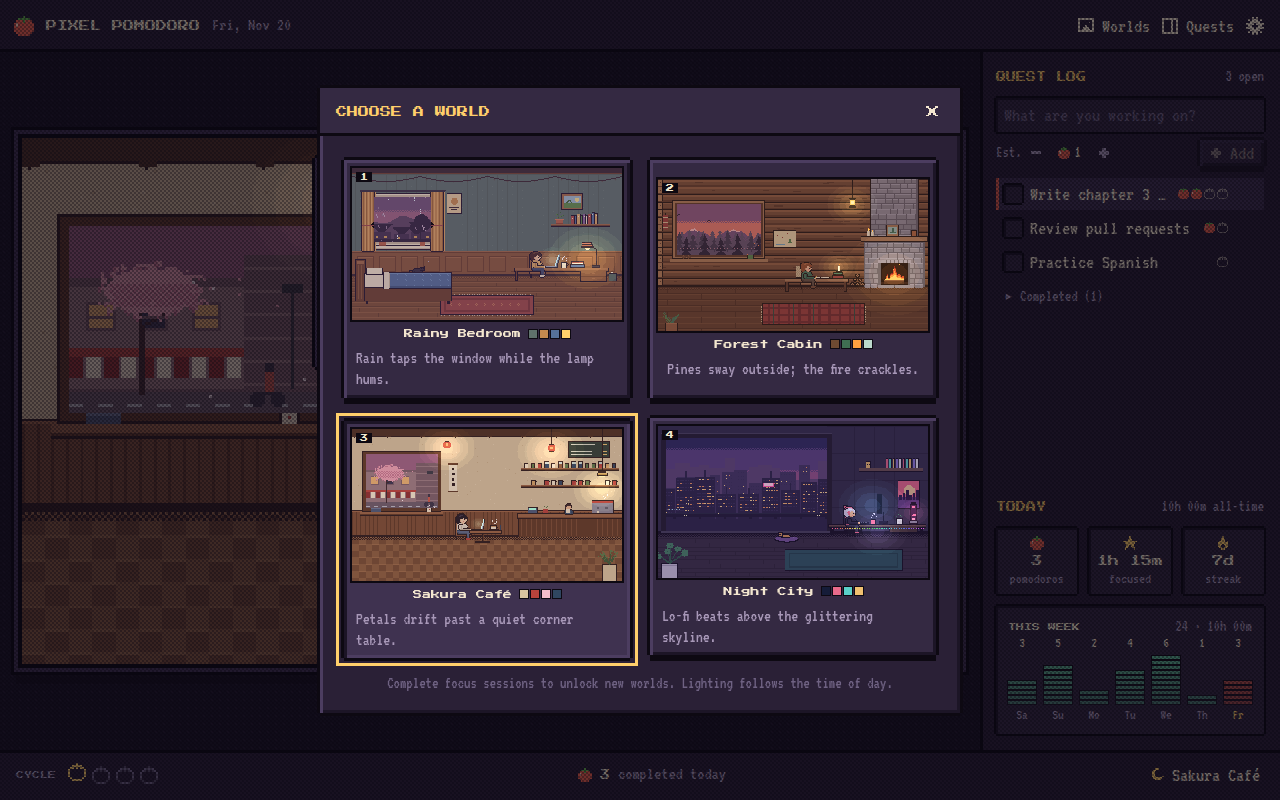 PIXEL POMODORO Fri, Nov 20
Worlds Quests
CHOOSE A WORLD X
1
Rainy Bedroom
Rain taps the window while the lamp
hums.
2
Forest Cabin
Pines sway outside; the fire crackles.
3
Sakura Café
Petals drift past a quiet corner
table.
4
Night City
Lo-fi beats above the glittering
skyline.
Complete focus sessions to unlock new worlds. Lighting follows the time of day.
QUEST LOG 3 open
What are you working on?
Est. − 1 + Add
Write chapter 3 …
Review pull requests
Practice Spanish
▸ Completed (1)
TODAY 10h 00m all-time
3 1h 15m 7d
pomodoros focused streak
THIS WEEK 24 · 10h 00m
3 5 2 4 6 1 3
Sa Su Mo Tu We Th Fr
CYCLE
3 completed today
Sakura Café